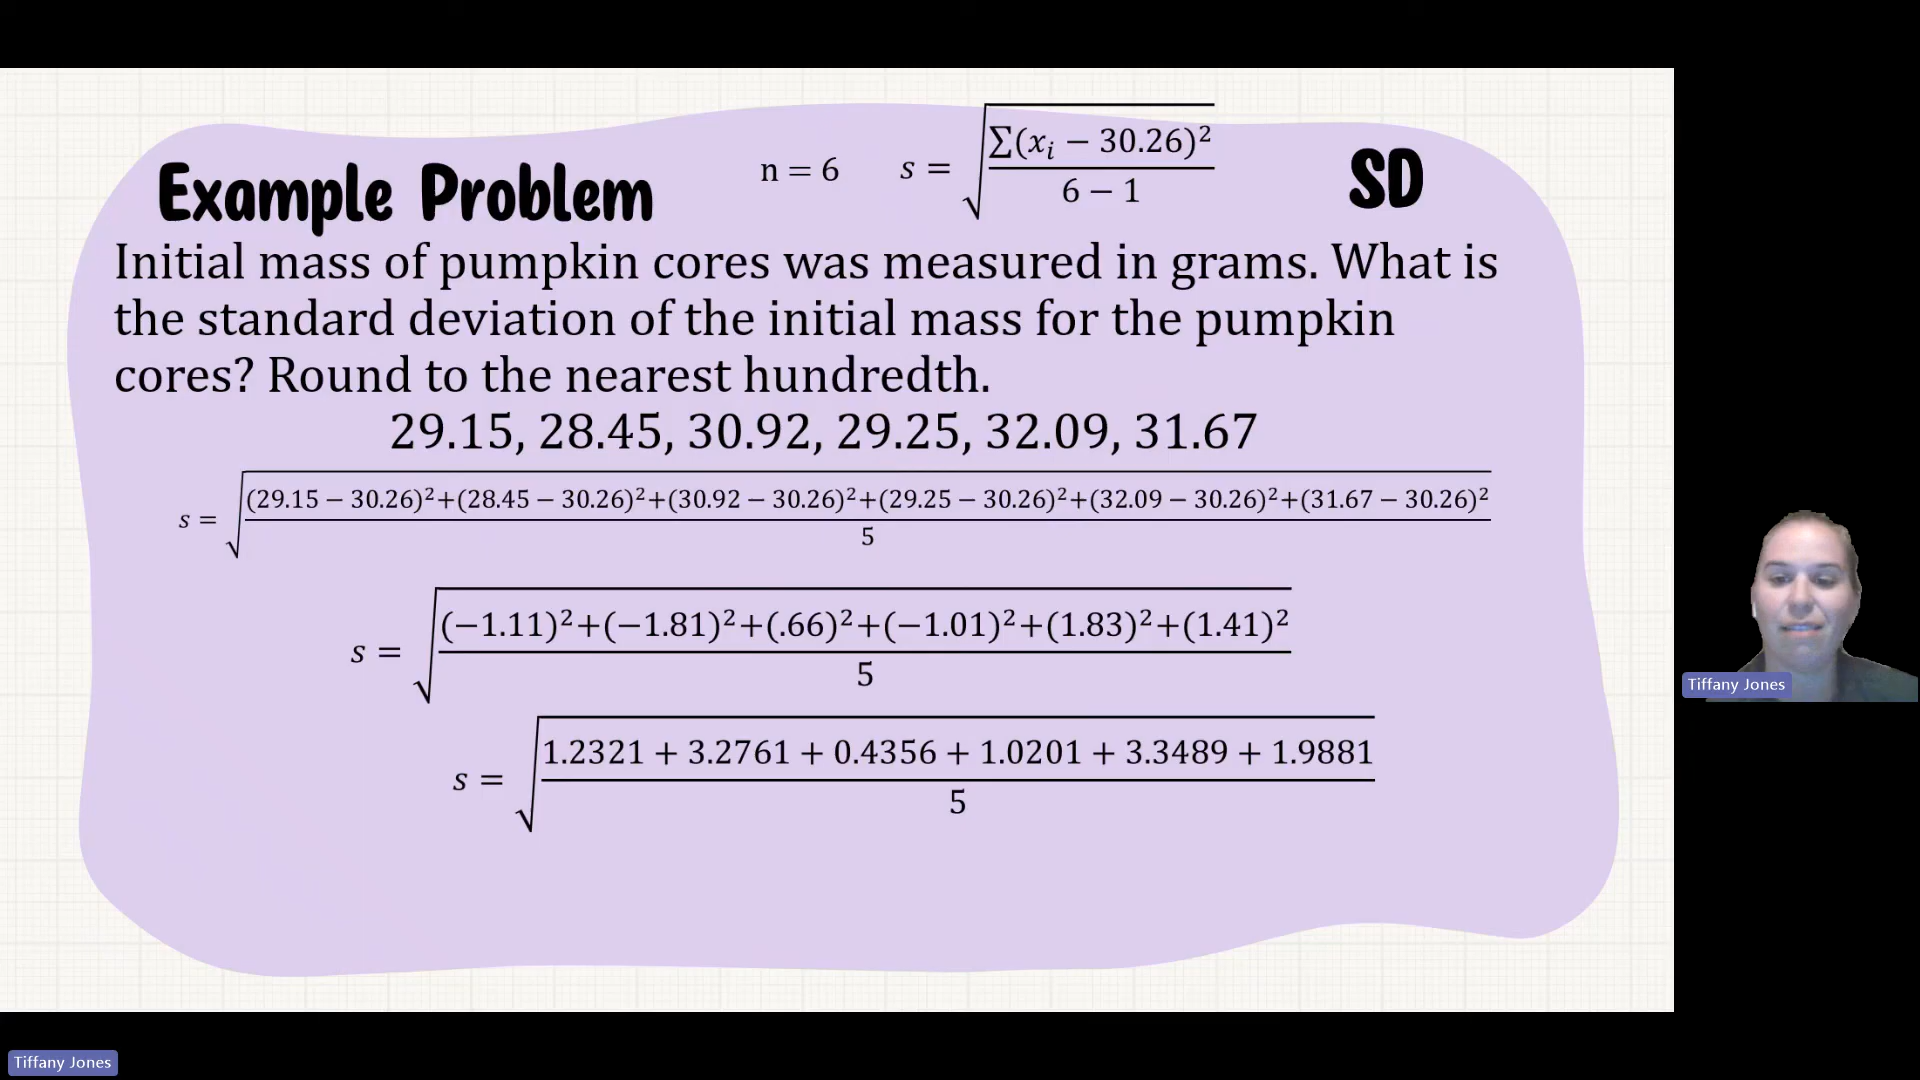 Example Problem
n = 6
s = √(∑(xᵢ − 30.26)² / (6 − 1))
SD
Initial mass of pumpkin cores was measured in grams. What is
the standard deviation of the initial mass for the pumpkin
cores? Round to the nearest hundredth.
29.15, 28.45, 30.92, 29.25, 32.09, 31.67
s = √(((29.15 − 30.26)²+(28.45 − 30.26)²+(30.92 − 30.26)²+(29.25 − 30.26)²+(32.09 − 30.26)²+(31.67 − 30.26)²) / 5)
s = √(((−1.11)²+(−1.81)²+(.66)²+(−1.01)²+(1.83)²+(1.41)²) / 5)
s = √((1.2321 + 3.2761 + 0.4356 + 1.0201 + 3.3489 + 1.9881) / 5)
Tiffany Jones
Tiffany Jones